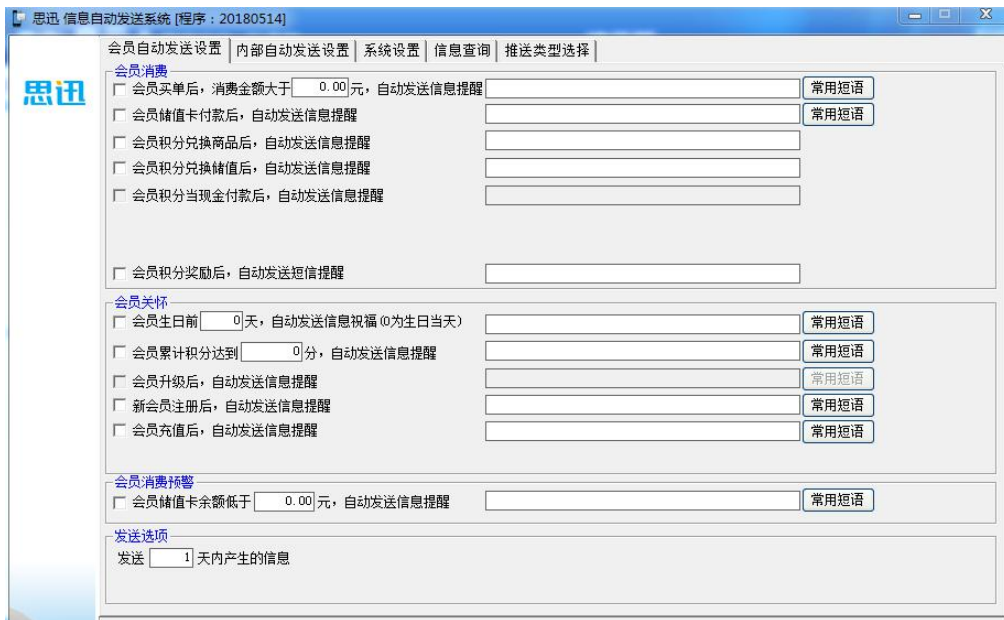 思迅 信息自动发送系统 [程序：20180514]
会员自动发送设置 内部自动发送设置 系统设置 信息查询 推送类型选择
思迅
会员消费
会员买单后，消费金额大于 0.00 元，自动发送信息提醒 常用短语
会员储值卡付款后，自动发送信息提醒 常用短语
会员积分兑换商品后，自动发送信息提醒
会员积分兑换储值后，自动发送信息提醒
会员积分当现金付款后，自动发送信息提醒
会员积分奖励后，自动发送短信提醒
会员关怀
会员生日前 0 天，自动发送信息祝福(0为生日当天) 常用短语
会员累计积分达到 0 分，自动发送信息提醒 常用短语
会员升级后，自动发送信息提醒 常用短语
新会员注册后，自动发送信息提醒 常用短语
会员充值后，自动发送信息提醒 常用短语
会员消费预警
会员储值卡余额低于 0.00 元，自动发送信息提醒 常用短语
发送选项
发送 1 天内产生的信息